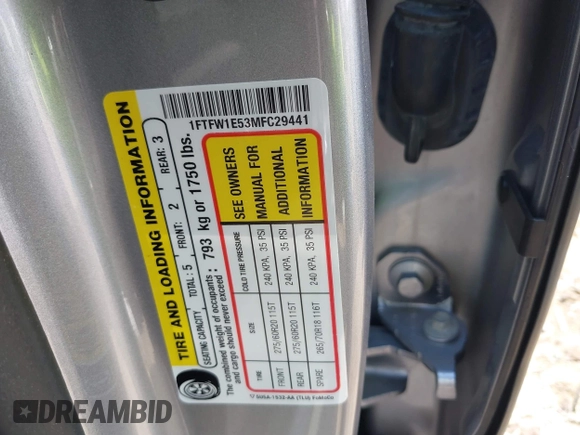 1FTFW1E53MFC29441
TIRE AND LOADING INFORMATION
SEATING CAPACITY TOTAL: 5 FRONT: 2 REAR: 3
The combined weight of occupants
and cargo should never exceed : 793 kg or 1750 lbs.
TIRE SIZE COLD TIRE PRESSURE
FRONT 275/60R20 115T 240 KPA, 35 PSI
REAR 275/60R20 115T 240 KPA, 35 PSI
SPARE 265/70R18 116T 240 KPA, 35 PSI
SEE OWNERS
MANUAL FOR
ADDITIONAL
INFORMATION
DREAMBID